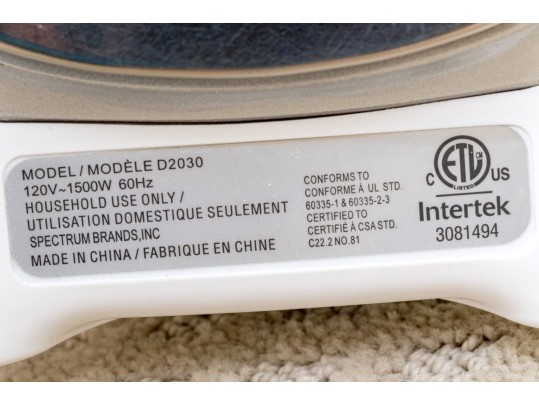 MODEL / MODÈLE D2030
120V~1500W 60Hz
HOUSEHOLD USE ONLY /
UTILISATION DOMESTIQUE SEULEMENT
SPECTRUM BRANDS,INC
MADE IN CHINA / FABRIQUE EN CHINE
CONFORMS TO
CONFORME À UL STD.
60335-1 & 60335-2-3
CERTIFIED TO
CERTIFIÉ À CSA STD.
C22.2 NO.81
ETL CM
LISTED
C US
Intertek
3081494